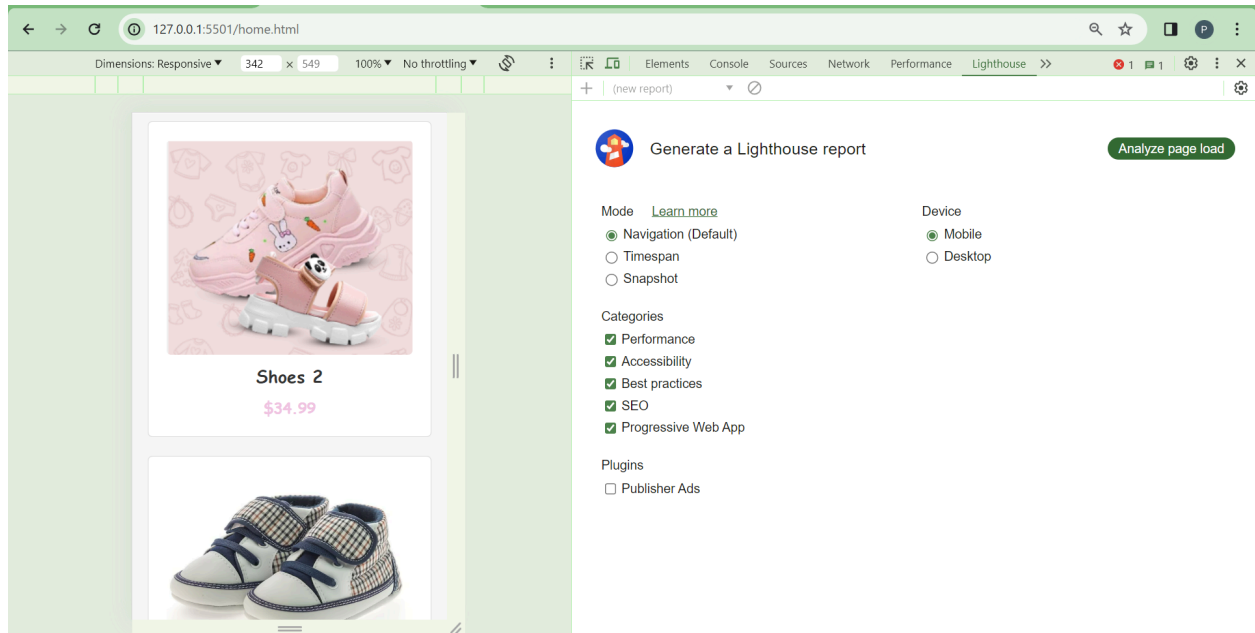 127.0.0.1:5501/home.html
P
Dimensions: Responsive ▼ 342 × 549 100% ▼ No throttling ▼
Elements Console Sources Network Performance Lighthouse 1 1
(new report)
Generate a Lighthouse report
Analyze page load
Mode Learn more
Device
Navigation (Default)
Mobile
Timespan
Desktop
Snapshot
Categories
Performance
Accessibility
Best practices
SEO
Progressive Web App
Plugins
Publisher Ads
Shoes 2
$34.99